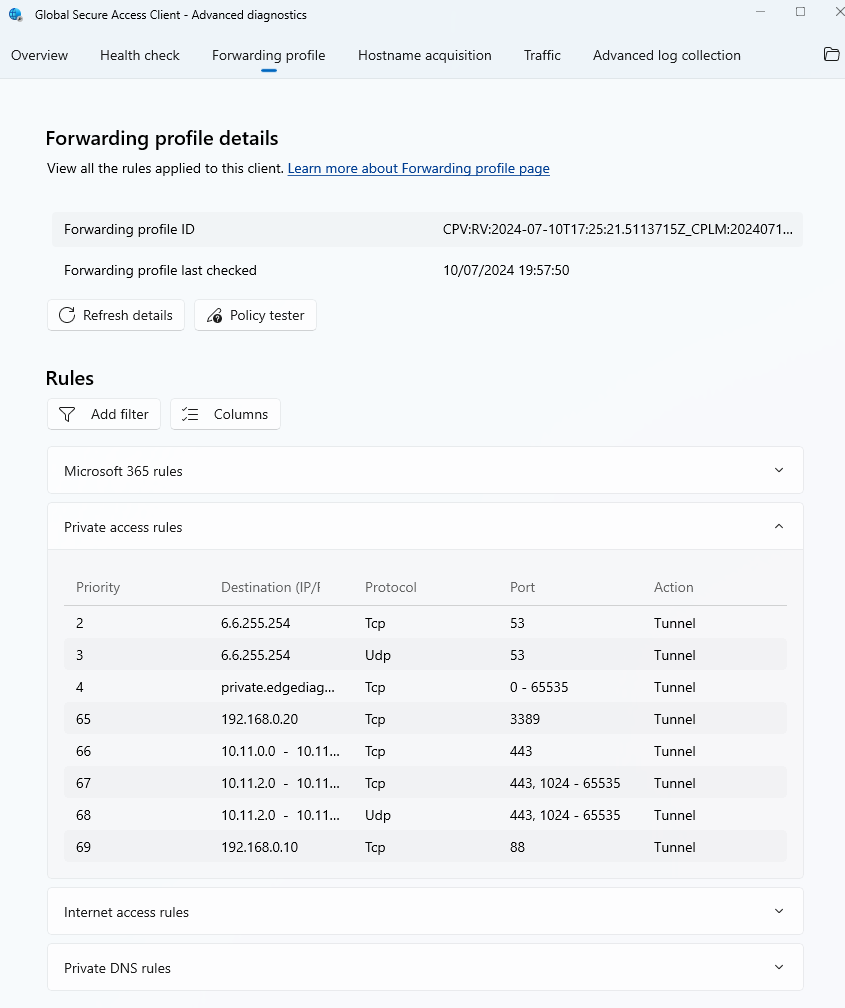 Global Secure Access Client - Advanced diagnostics
Overview Health check Forwarding profile Hostname acquisition Traffic Advanced log collection
Forwarding profile details
View all the rules applied to this client. Learn more about Forwarding profile page
Forwarding profile ID CPV:RV:2024-07-10T17:25:21.5113715Z_CPLM:2024071...
Forwarding profile last checked 10/07/2024 19:57:50
Refresh details Policy tester
Rules
Add filter Columns
Microsoft 365 rules
Private access rules
Priority Destination (IP/F Protocol Port Action
2 6.6.255.254 Tcp 53 Tunnel
3 6.6.255.254 Udp 53 Tunnel
4 private.edgediag... Tcp 0 - 65535 Tunnel
65 192.168.0.20 Tcp 3389 Tunnel
66 10.11.0.0 - 10.11... Tcp 443 Tunnel
67 10.11.2.0 - 10.11... Tcp 443, 1024 - 65535 Tunnel
68 10.11.2.0 - 10.11... Udp 443, 1024 - 65535 Tunnel
69 192.168.0.10 Tcp 88 Tunnel
Internet access rules
Private DNS rules